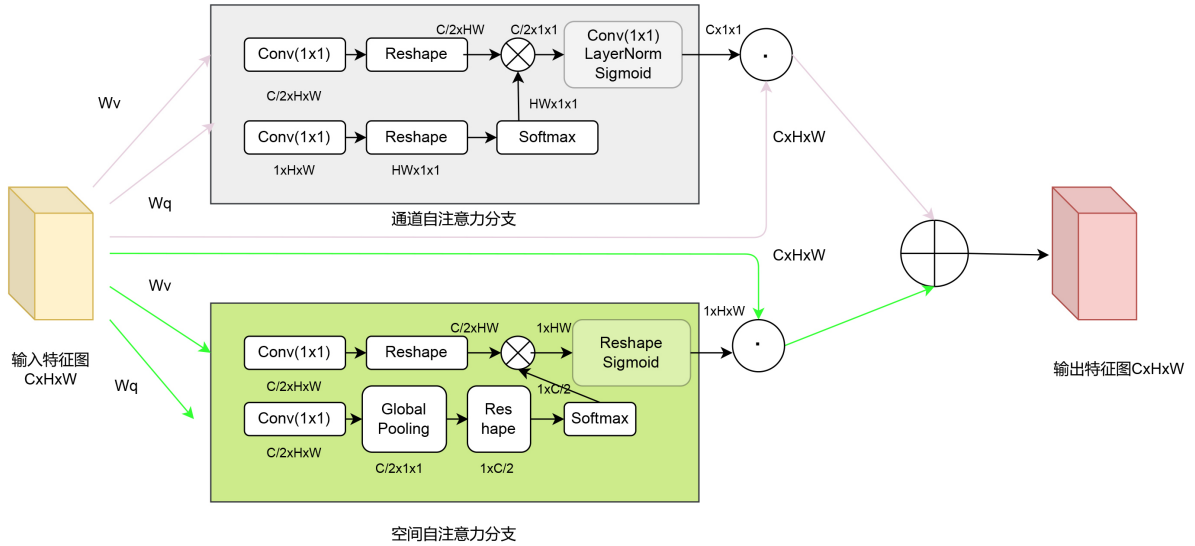 C/2xHW
C/2x1x1
Cx1x1
Conv(1x1)
Reshape
Conv(1x1)
LayerNorm
Sigmoid
·
C/2xHxW
HWx1x1
Wv
Conv(1x1)
Reshape
Softmax
CxHxW
1xHxW
HWx1x1
Wq
通道自注意力分支
CxHxW
Wv
1xHxW
C/2xHW
1xHW
Conv(1x1)
Reshape
Reshape
Sigmoid
·
输入特征图
CxHxW
输出特征图CxHxW
C/2xHxW
1xC/2
Wq
Conv(1x1)
Global
Pooling
Res
hape
Softmax
C/2xHxW
C/2x1x1
1xC/2
空间自注意力分支